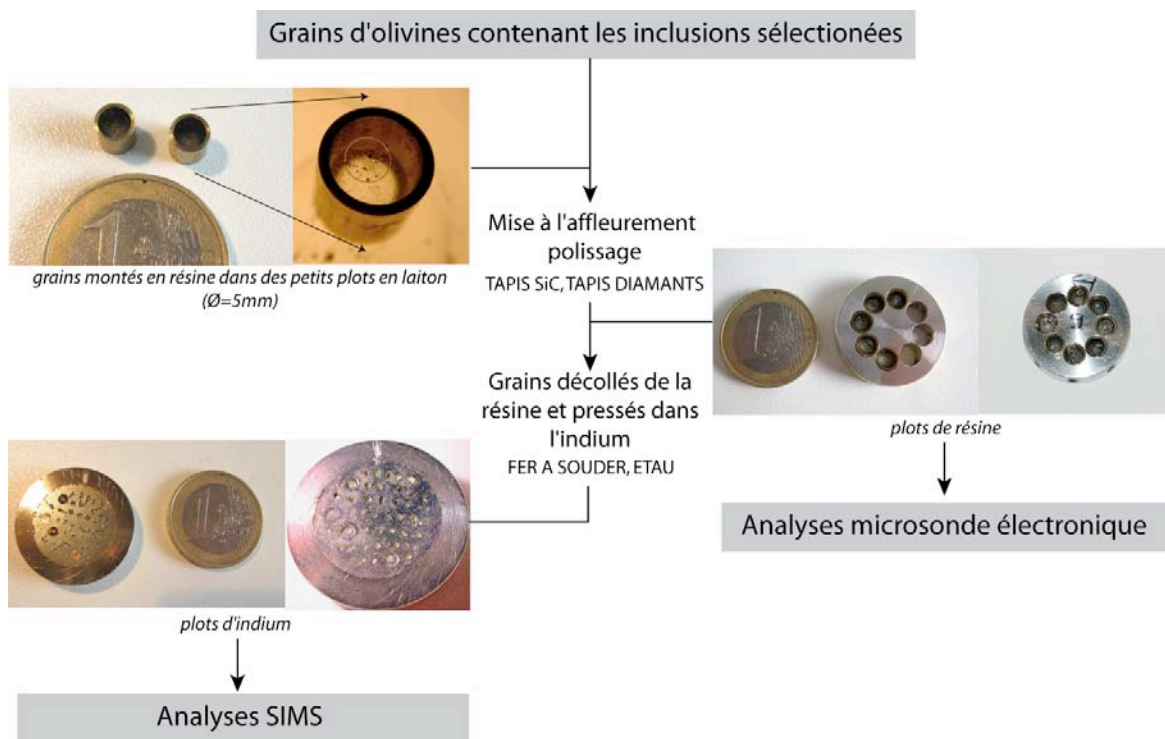 Grains d'olivines contenant les inclusions sélectionées
grains montés en résine dans des petits plots en laiton
(Ø=5mm)
Mise à l'affleurement
polissage
TAPIS SiC, TAPIS DIAMANTS
Grains décollés de la
résine et pressés dans
l'indium
FER A SOUDER, ETAU
plots de résine
Analyses microsonde électronique
plots d'indium
Analyses SIMS